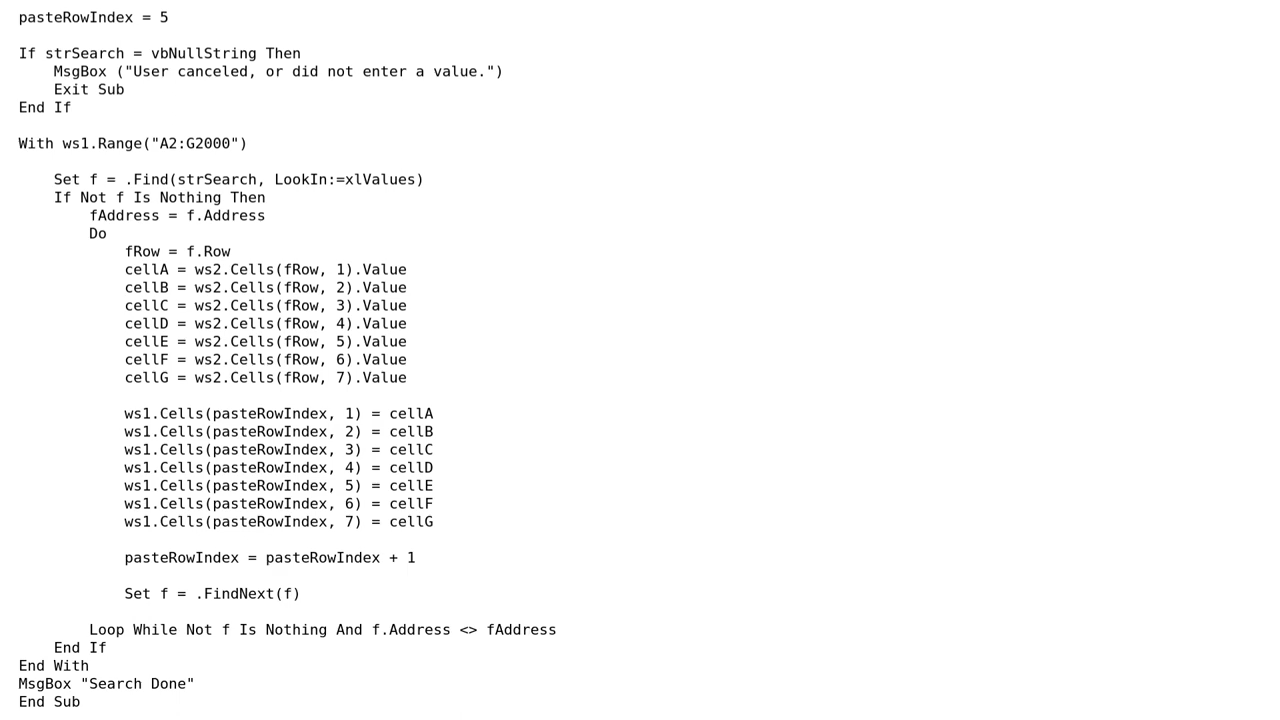 pasteRowIndex = 5

If strSearch = vbNullString Then
    MsgBox ("User canceled, or did not enter a value.")
    Exit Sub
End If

With ws1.Range("A2:G2000")

    Set f = .Find(strSearch, LookIn:=xlValues)
    If Not f Is Nothing Then
        fAddress = f.Address
        Do
            fRow = f.Row
            cellA = ws2.Cells(fRow, 1).Value
            cellB = ws2.Cells(fRow, 2).Value
            cellC = ws2.Cells(fRow, 3).Value
            cellD = ws2.Cells(fRow, 4).Value
            cellE = ws2.Cells(fRow, 5).Value
            cellF = ws2.Cells(fRow, 6).Value
            cellG = ws2.Cells(fRow, 7).Value

            ws1.Cells(pasteRowIndex, 1) = cellA
            ws1.Cells(pasteRowIndex, 2) = cellB
            ws1.Cells(pasteRowIndex, 3) = cellC
            ws1.Cells(pasteRowIndex, 4) = cellD
            ws1.Cells(pasteRowIndex, 5) = cellE
            ws1.Cells(pasteRowIndex, 6) = cellF
            ws1.Cells(pasteRowIndex, 7) = cellG

            pasteRowIndex = pasteRowIndex + 1

            Set f = .FindNext(f)

        Loop While Not f Is Nothing And f.Address <> fAddress
    End If
End With
MsgBox "Search Done"
End Sub